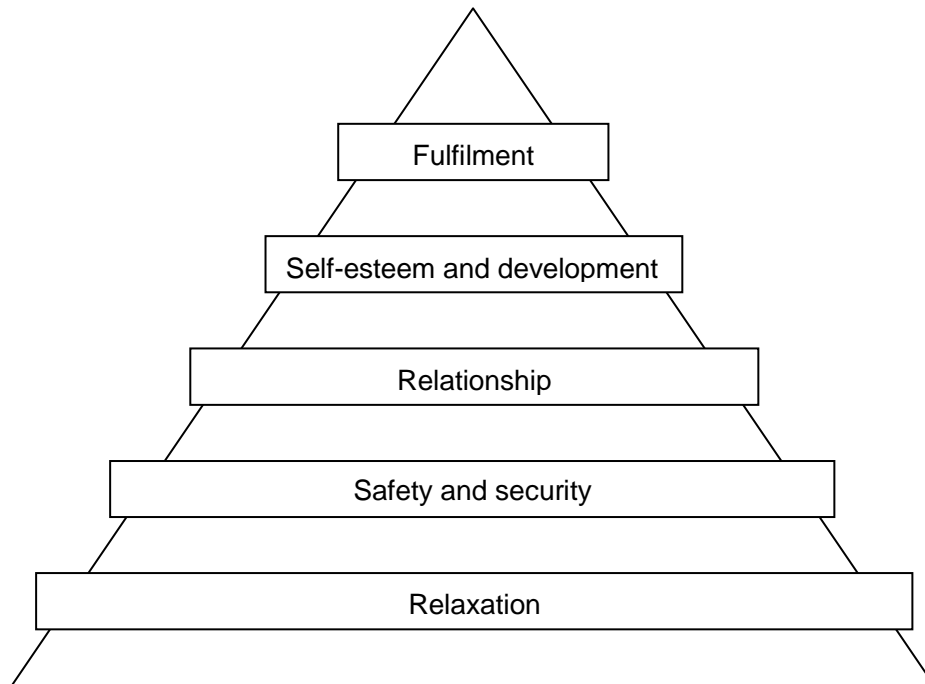 Fulfilment
Self-esteem and development
Relationship
Safety and security
Relaxation